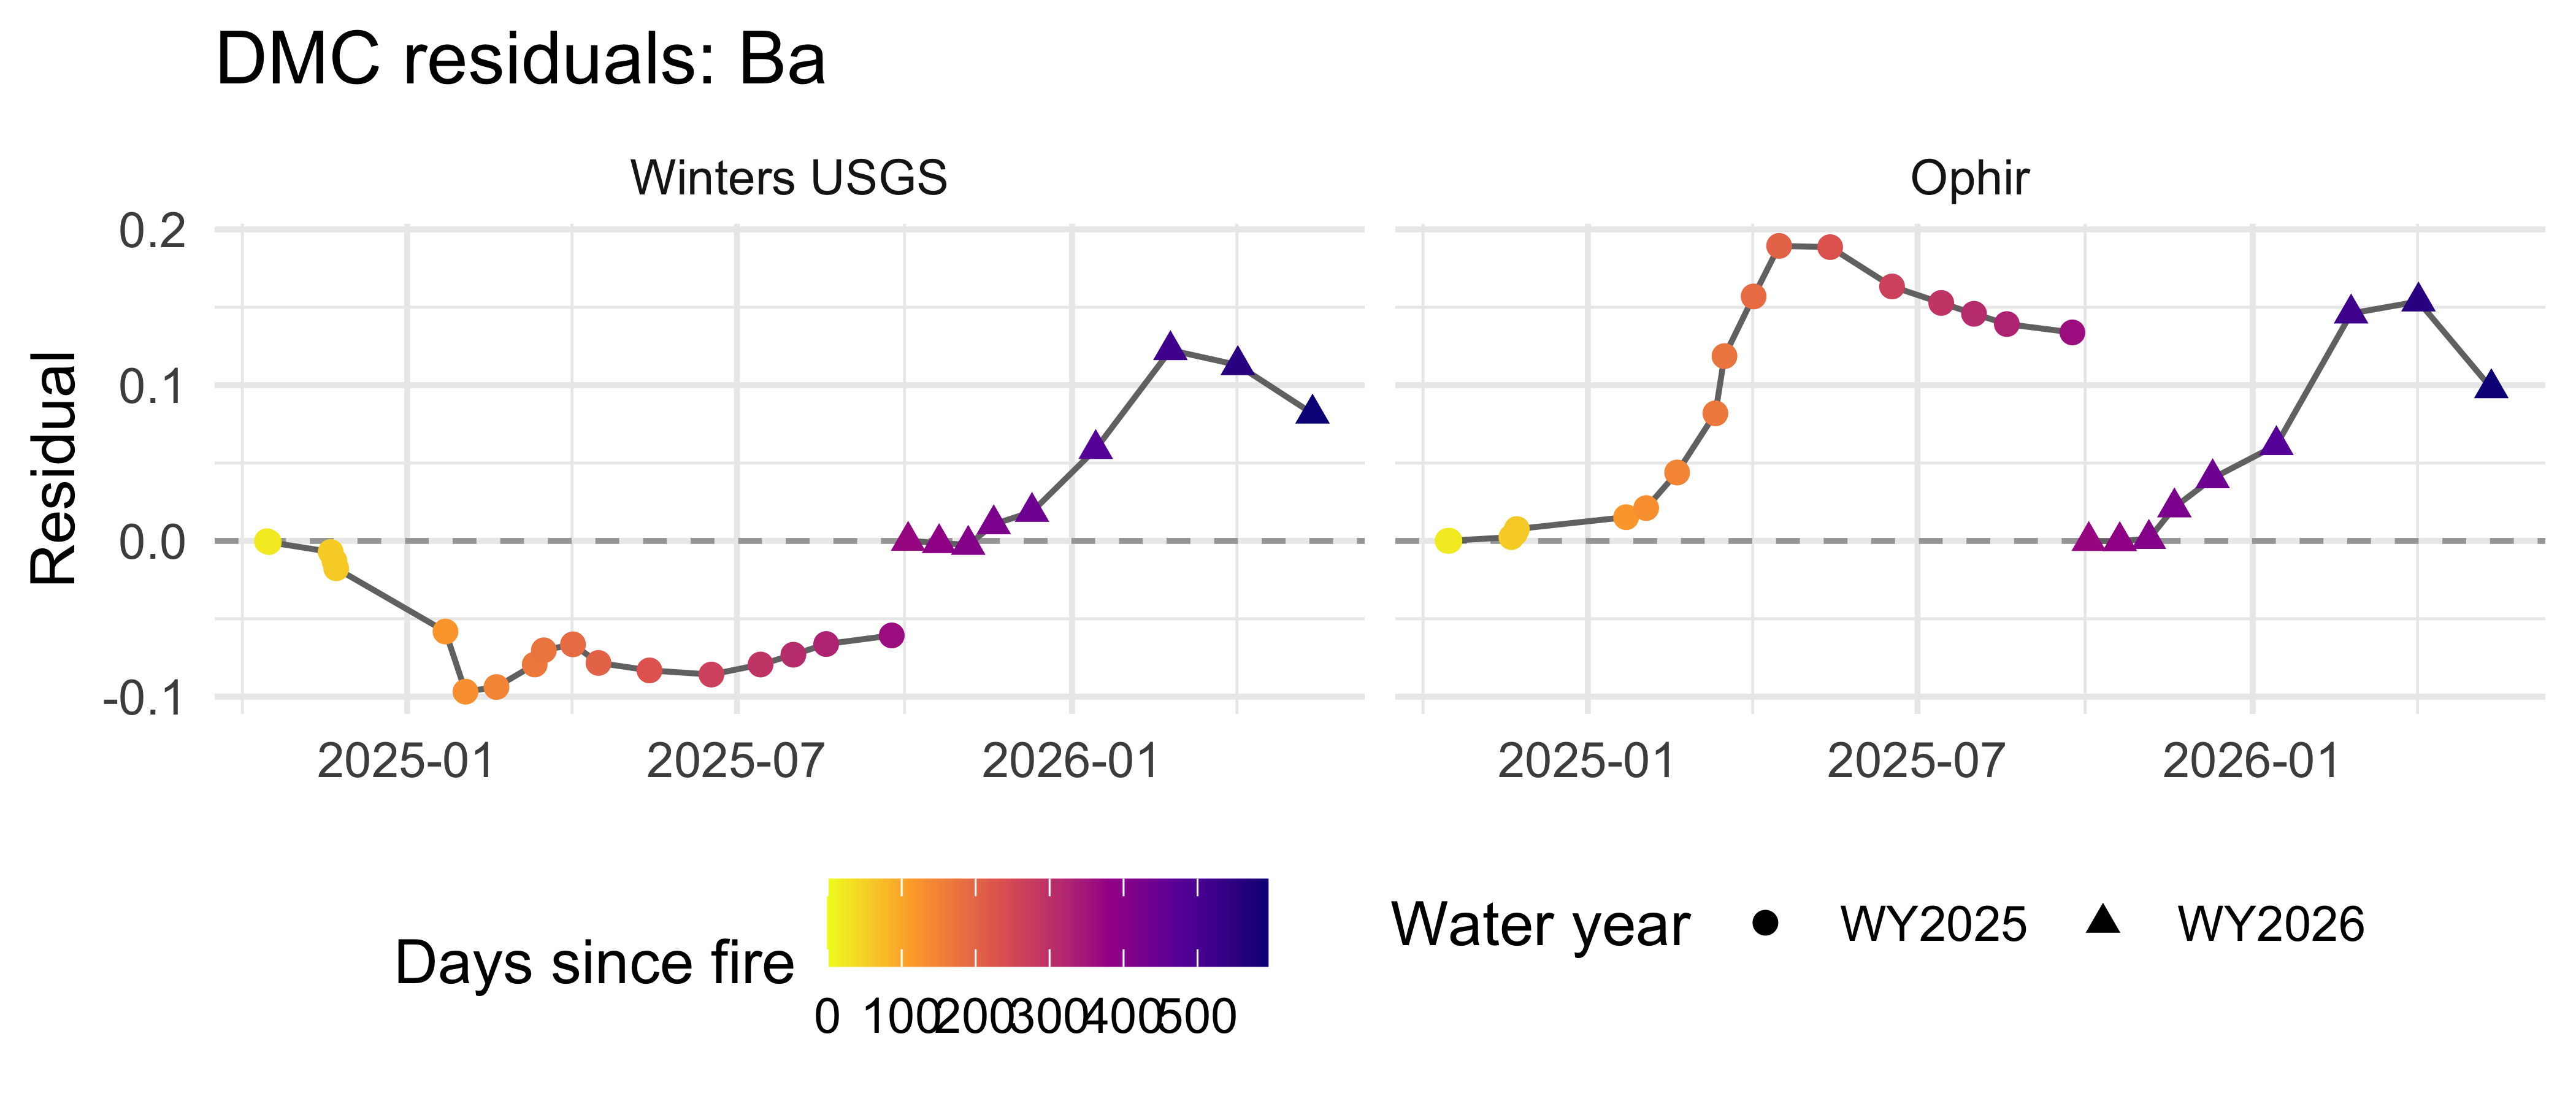 DMC residuals: Ba
Winters USGS
Ophir
Residual
0.2
0.1
0.0
-0.1
2025-01 2025-07 2026-01
2025-01 2025-07 2026-01
Days since fire
0 100 200 300 400 500
Water year WY2025 WY2026